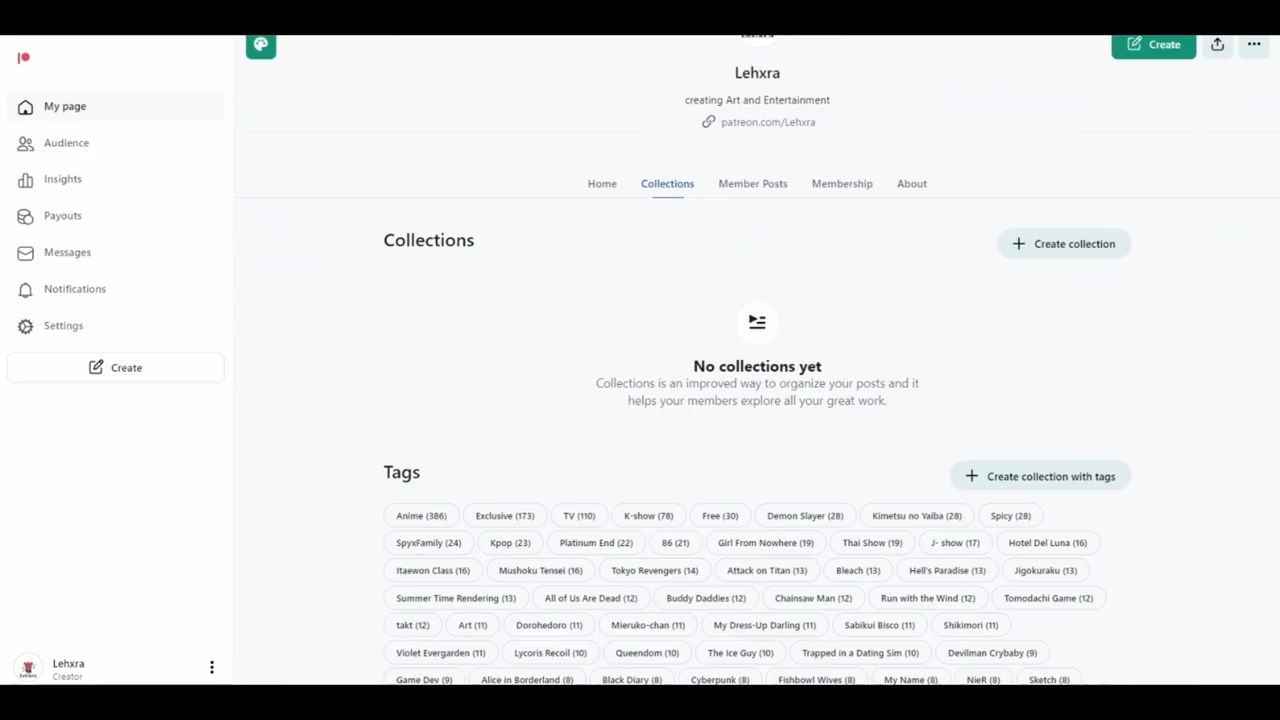 Create
Lehxra
creating Art and Entertainment
patreon.com/Lehxra
My page
Audience
Insights
Payouts
Messages
Notifications
Settings
Create
Lehxra
Creator
Home Collections Member Posts Membership About
Collections
Create collection
No collections yet
Collections is an improved way to organize your posts and it
helps your members explore all your great work.
Tags
Create collection with tags
Anime (386) Exclusive (173) TV (110) K-show (78) Free (30) Demon Slayer (28) Kimetsu no Yaiba (28) Spicy (28)
SpyxFamily (24) Kpop (23) Platinum End (22) 86 (21) Girl From Nowhere (19) Thai Show (19) J- show (17) Hotel Del Luna (16)
Itaewon Class (16) Mushoku Tensei (16) Tokyo Revengers (14) Attack on Titan (13) Bleach (13) Hell's Paradise (13) Jigokuraku (13)
Summer Time Rendering (13) All of Us Are Dead (12) Buddy Daddies (12) Chainsaw Man (12) Run with the Wind (12) Tomodachi Game (12)
takt (12) Art (11) Dorohedoro (11) Mieruko-chan (11) My Dress-Up Darling (11) Sabikui Bisco (11) Shikimori (11)
Violet Evergarden (11) Lycoris Recoil (10) Queendom (10) The Ice Guy (10) Trapped in a Dating Sim (10) Devilman Crybaby (9)
Game Dev (9) Alice in Borderland (8) Black Diary (8) Cyberpunk (8) Fishbowl Wives (8) My Name (8) NieR (8) Sketch (8)